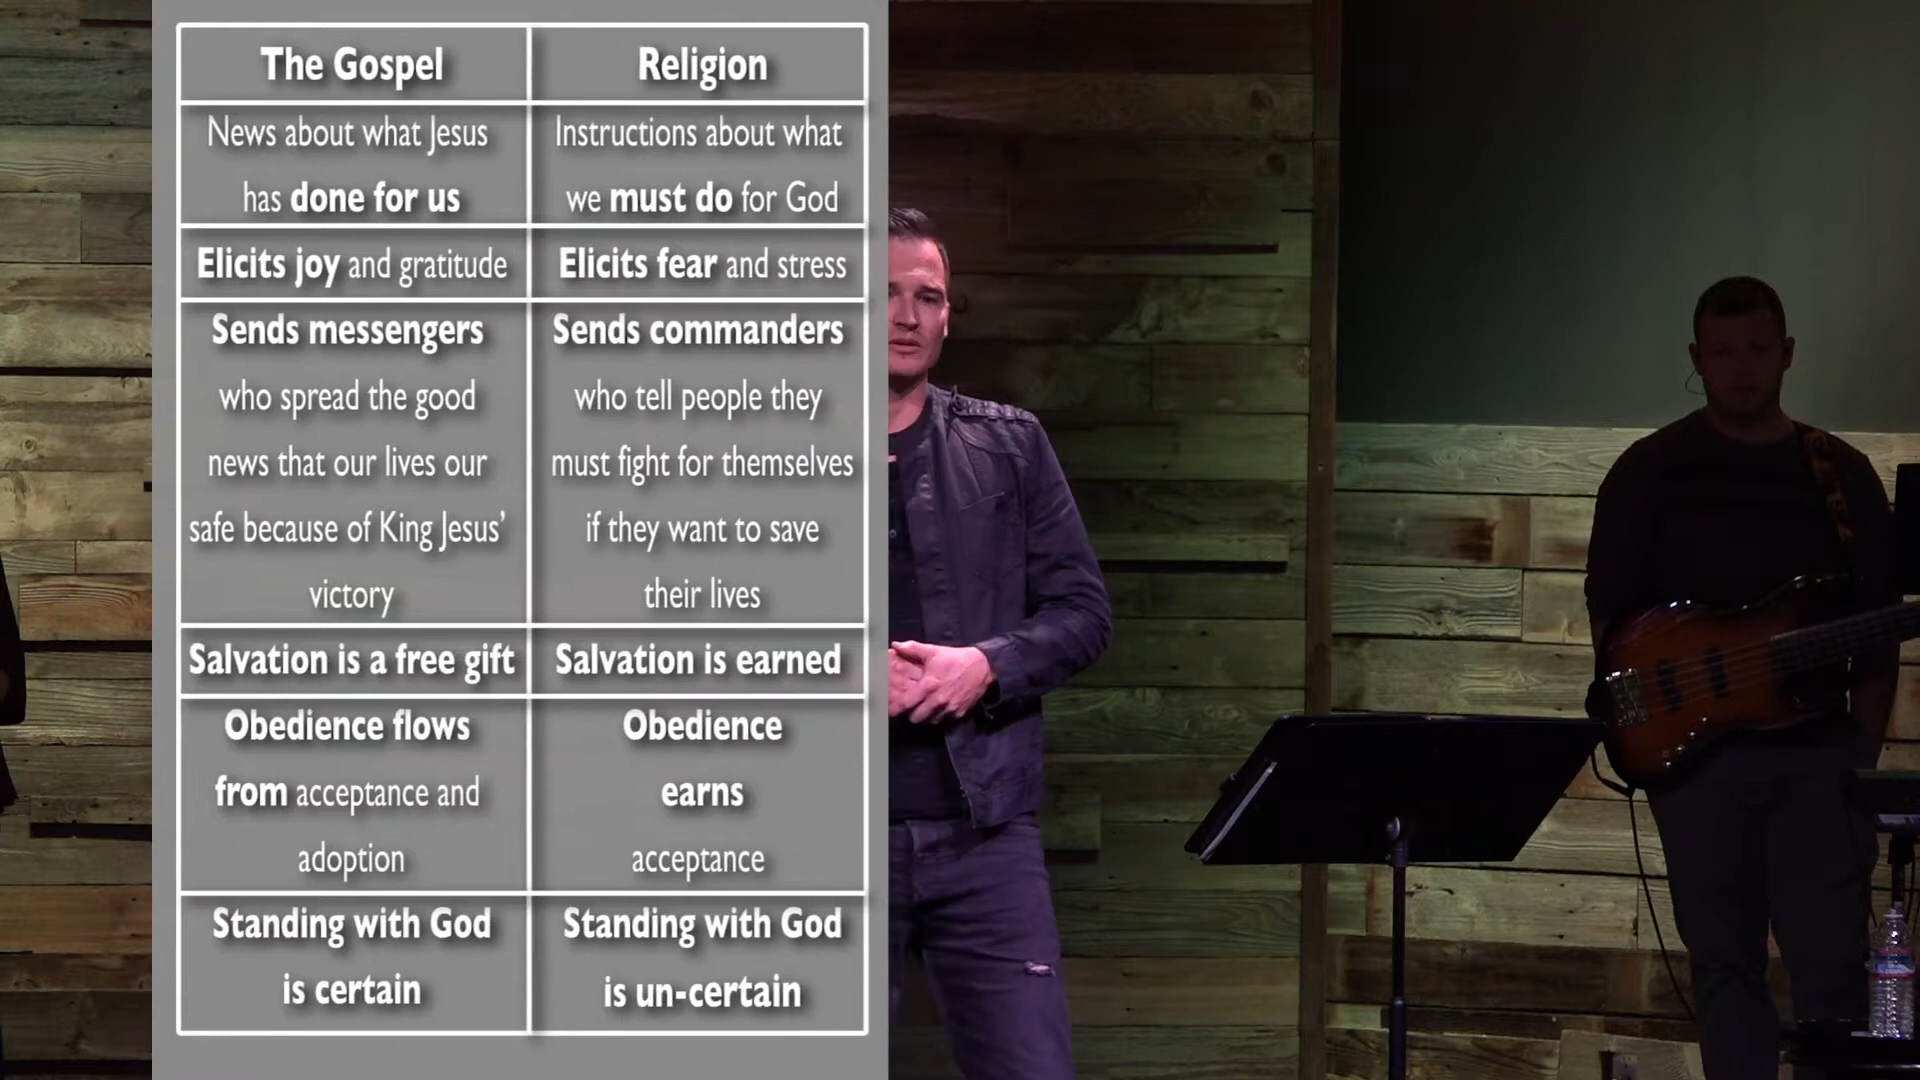 The Gospel
Religion
News about what Jesus
has done for us
Instructions about what
we must do for God
Elicits joy and gratitude
Elicits fear and stress
Sends messengers
who spread the good
news that our lives our
safe because of King Jesus’
victory
Sends commanders
who tell people they
must fight for themselves
if they want to save
their lives
Salvation is a free gift
Salvation is earned
Obedience flows
from acceptance and
adoption
Obedience
earns
acceptance
Standing with God
is certain
Standing with God
is un-certain